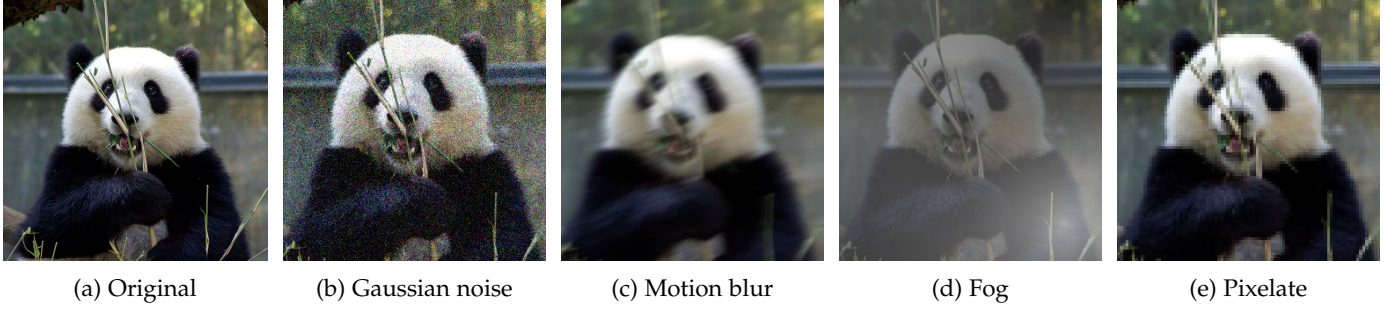 (a) Original
(b) Gaussian noise
(c) Motion blur
(d) Fog
(e) Pixelate